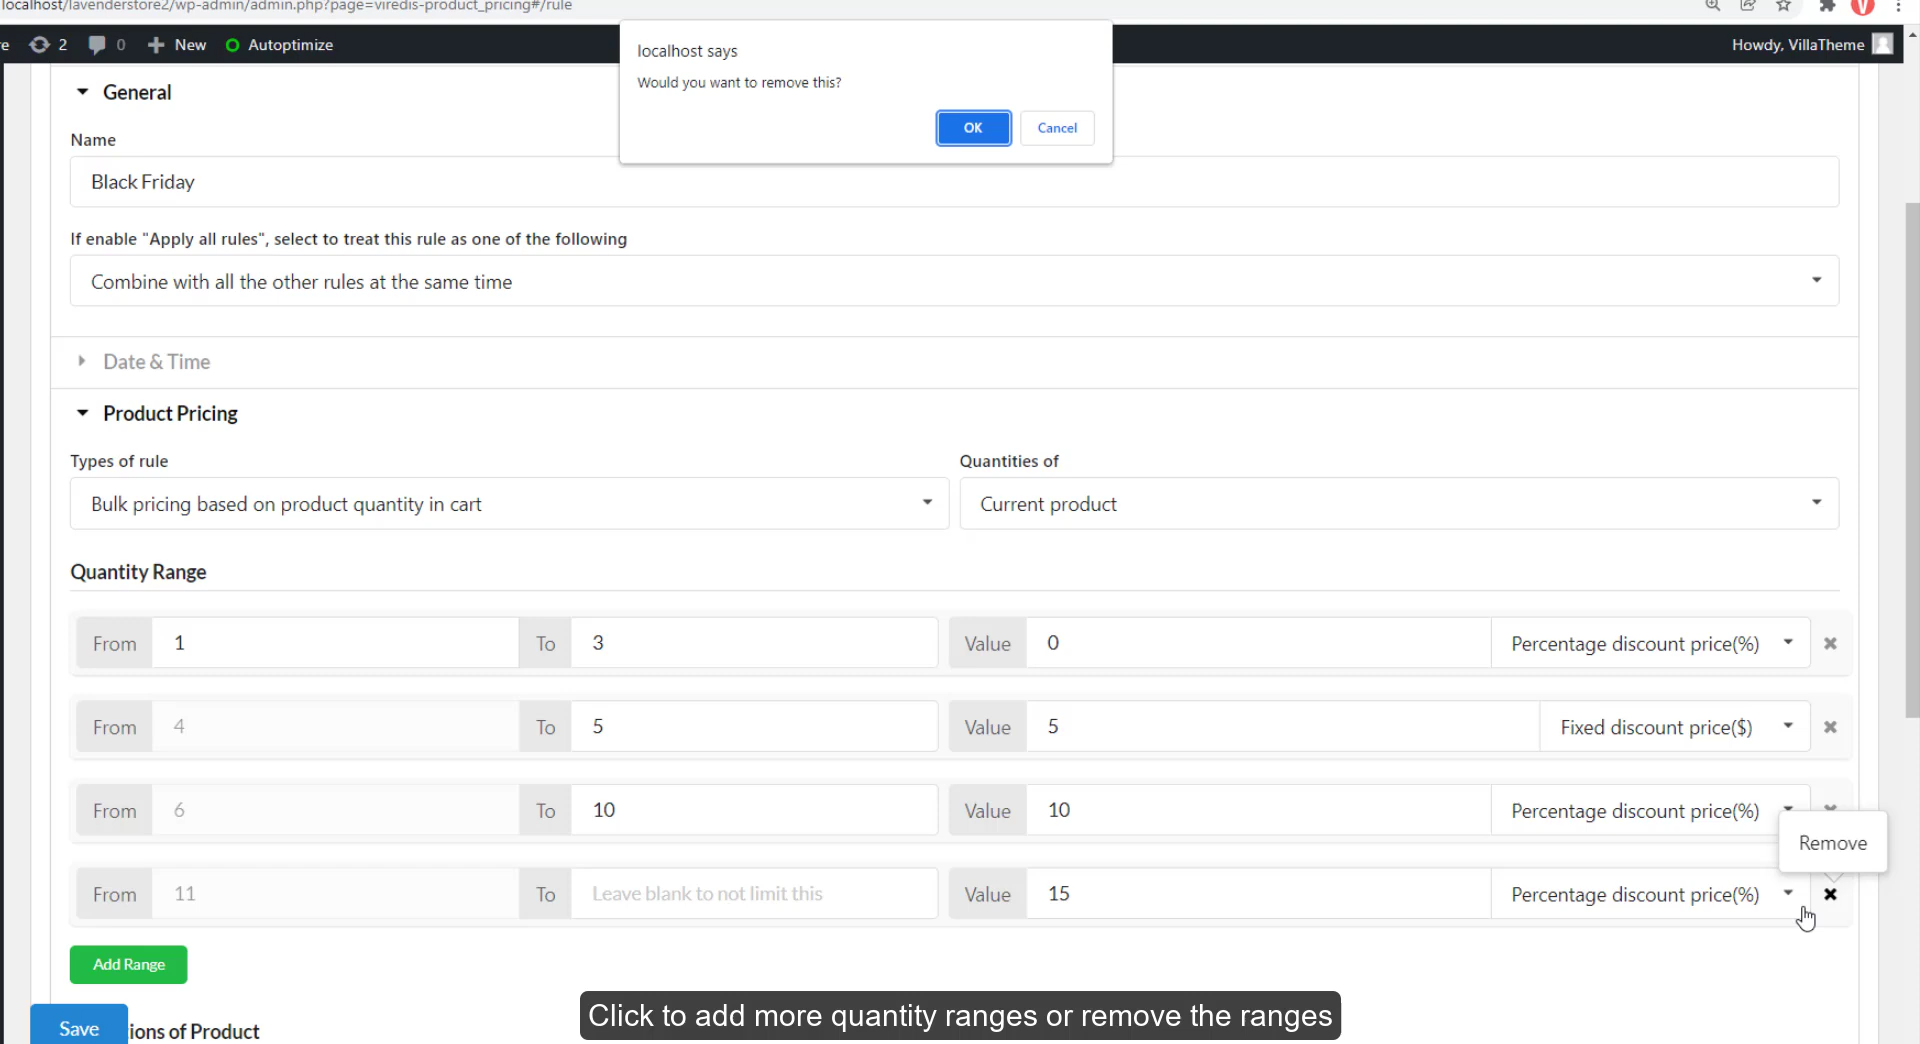 localhost/lavenderstore2/wp-admin/admin.php?page=viredis-product_pricing#/rule
e 2 0 New Autoptimize
Howdy, VillaTheme
localhost says
Would you want to remove this?
OK Cancel
General
Name
Black Friday
If enable "Apply all rules", select to treat this rule as one of the following
Combine with all the other rules at the same time
Date & Time
Product Pricing
Types of rule Quantities of
Bulk pricing based on product quantity in cart Current product
Quantity Range
From 1 To 3 Value 0 Percentage discount price(%)
From 4 To 5 Value 5 Fixed discount price($)
From 6 To 10 Value 10 Percentage discount price(%)
Remove
From 11 To Leave blank to not limit this Value 15 Percentage discount price(%)
Add Range
Click to add more quantity ranges or remove the ranges
Save ions of Product